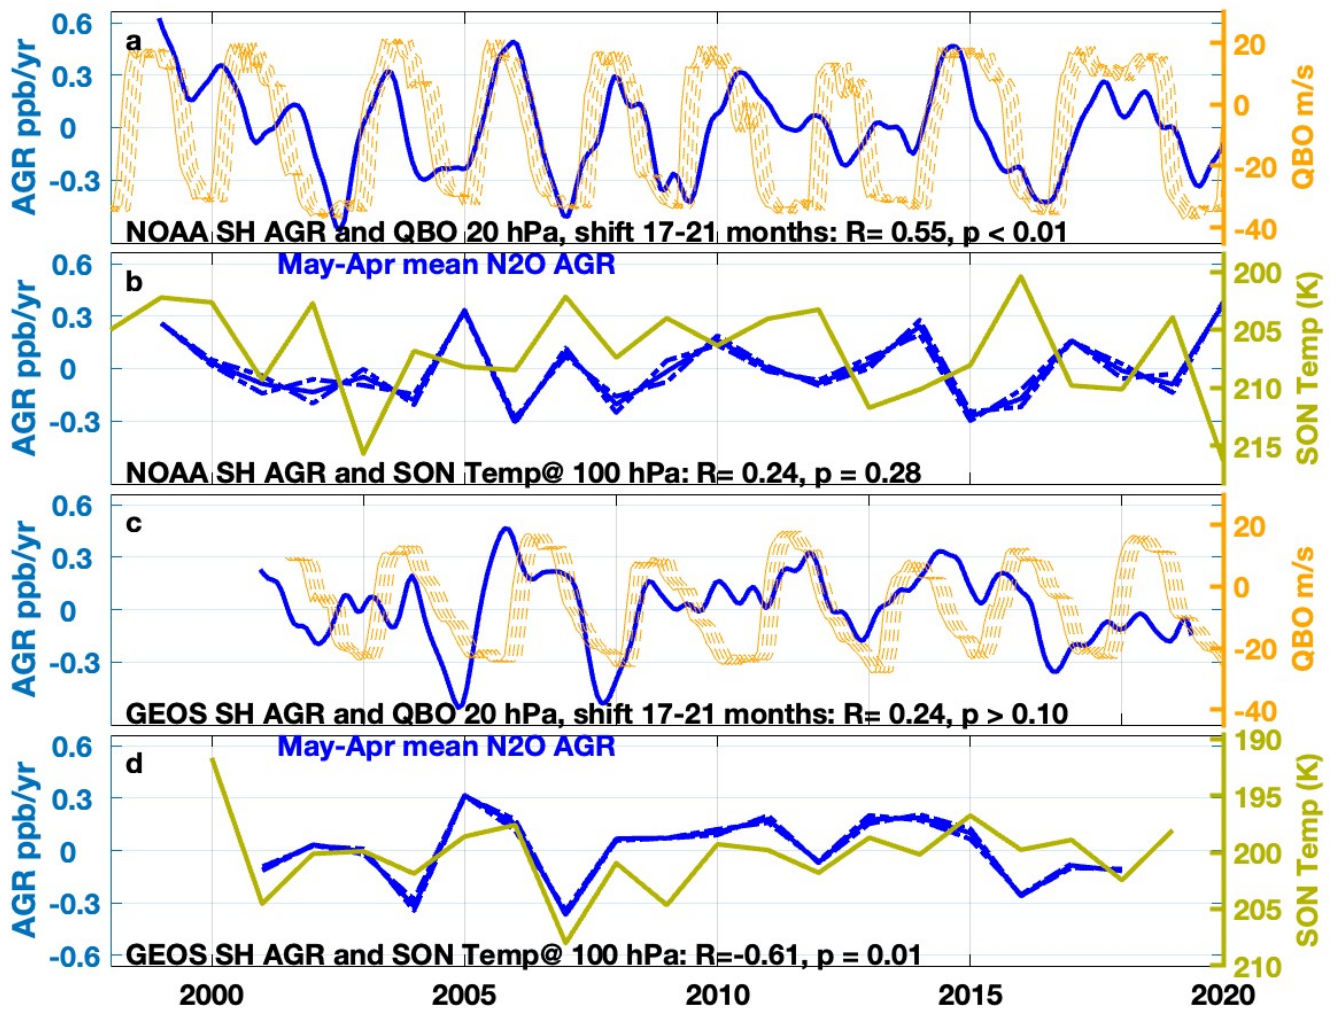 a
0.6
0.3
0
-0.3
AGR ppb/yr
20
0
-20
-40
QBO m/s
NOAA SH AGR and QBO 20 hPa, shift 17-21 months: R= 0.55, p < 0.01
May-Apr mean N2O AGR
b
0.6
0.3
0
-0.3
AGR ppb/yr
200
205
210
215
SON Temp (K)
NOAA SH AGR and SON Temp@ 100 hPa: R= 0.24, p = 0.28
c
0.6
0.3
0
-0.3
AGR ppb/yr
20
0
-20
-40
QBO m/s
GEOS SH AGR and QBO 20 hPa, shift 17-21 months: R= 0.24, p > 0.10
May-Apr mean N2O AGR
d
0.6
0.3
0
-0.3
-0.6
AGR ppb/yr
190
195
200
205
210
SON Temp (K)
GEOS SH AGR and SON Temp@ 100 hPa: R=-0.61, p = 0.01
2000 2005 2010 2015 2020